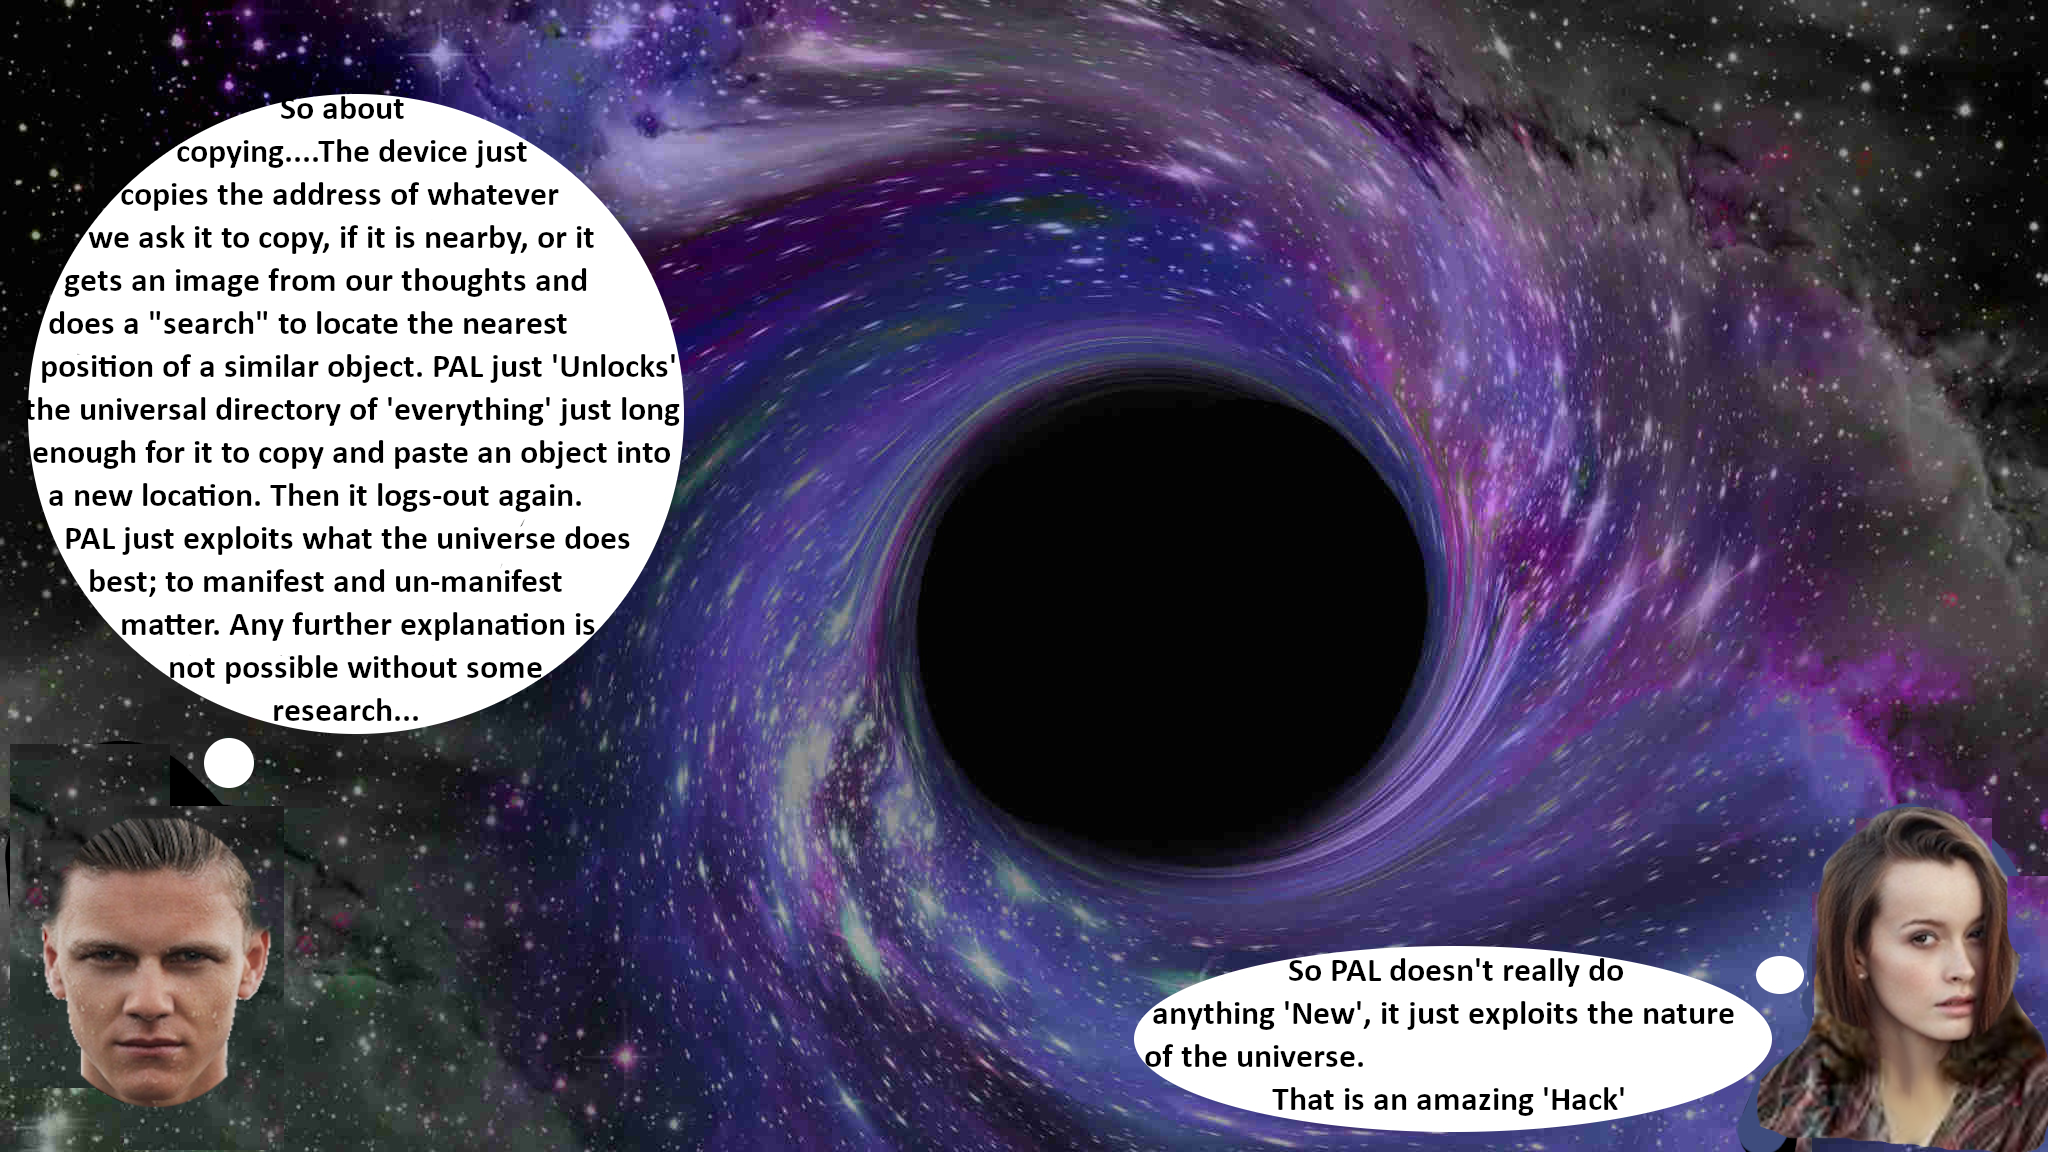 So about
copying....The device just
copies the address of whatever
we ask it to copy, if it is nearby, or it
gets an image from our thoughts and
does a "search" to locate the nearest
position of a similar object. PAL just 'Unlocks'
the universal directory of 'everything' just long
enough for it to copy and paste an object into
a new location. Then it logs-out again.
PAL just exploits what the universe does
best; to manifest and un-manifest
matter. Any further explanation is
not possible without some
research...
So PAL doesn't really do
anything 'New', it just exploits the nature
of the universe.
That is an amazing 'Hack'